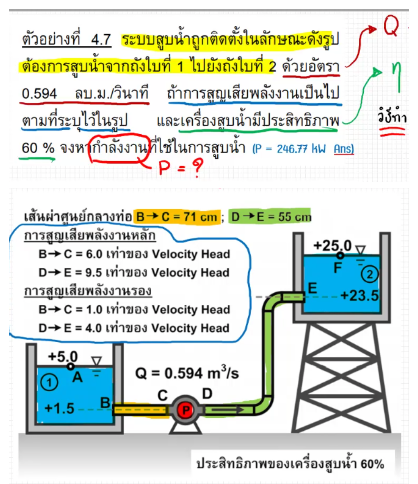 ตัวอย่างที่ 4.7 ระบบสูบน้ำถูกติดตั้งในลักษณะดังรูป
Q
ต้องการสูบน้ำจากถังใบที่ 1 ไปยังถังใบที่ 2 ด้วยอัตรา
η
0.594 ลบ.ม./วินาที ถ้าการสูญเสียพลังงานเป็นไป
ตามที่ระบุไว้ในรูป และเครื่องสูบน้ำมีประสิทธิภาพ
วิธีทำ
60 % จงหากำลังงานที่ใช้ในการสูบน้ำ (P = 246.77 kW Ans)
P = ?
เส้นผ่าศูนย์กลางท่อ B→C = 71 cm ; D→E = 55 cm
การสูญเสียพลังงานหลัก
B→ C = 6.0 เท่าของ Velocity Head
D→ E = 9.5 เท่าของ Velocity Head
การสูญเสียพลังงานรอง
B→ C = 1.0 เท่าของ Velocity Head
D→ E = 4.0 เท่าของ Velocity Head
+25.0
F
2
E
+23.5
+5.0
A
1
Q = 0.594 m³/s
+1.5
B
C
D
P
ประสิทธิภาพของเครื่องสูบน้ำ 60%